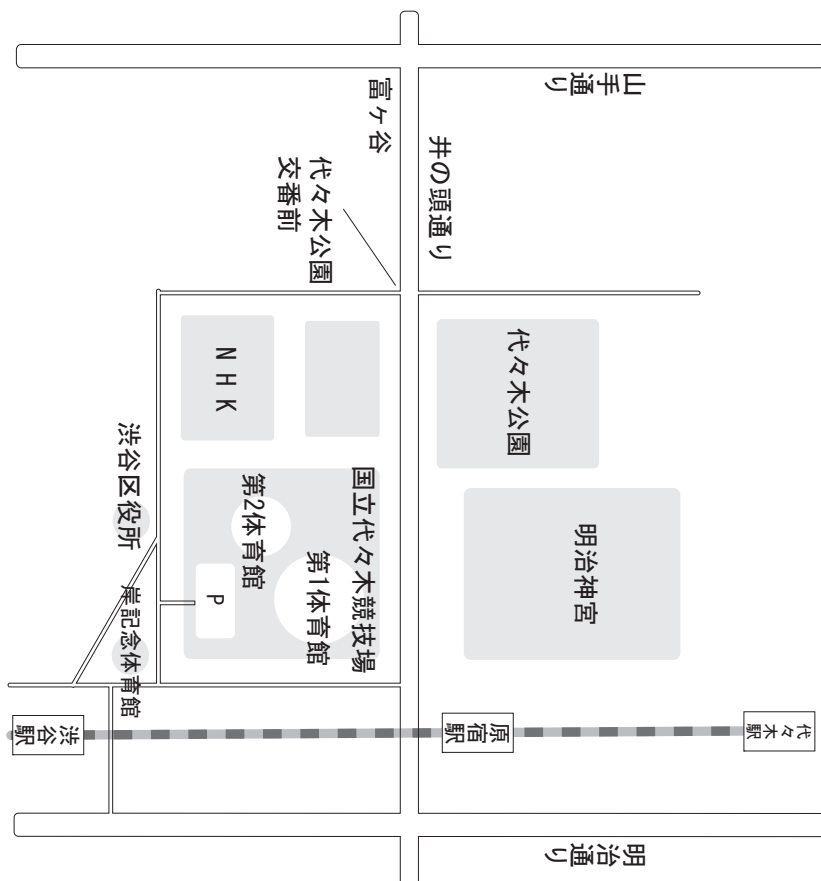 山手通り
富ヶ谷
井の頭通り
代々木公園
交番前
NHK
代々木公園
渋谷区役所
第2体育館
国立代々木競技場
第1体育館
明治神宮
P
岸記念体育館
渋谷駅
原宿駅
代々木駅
明治通り